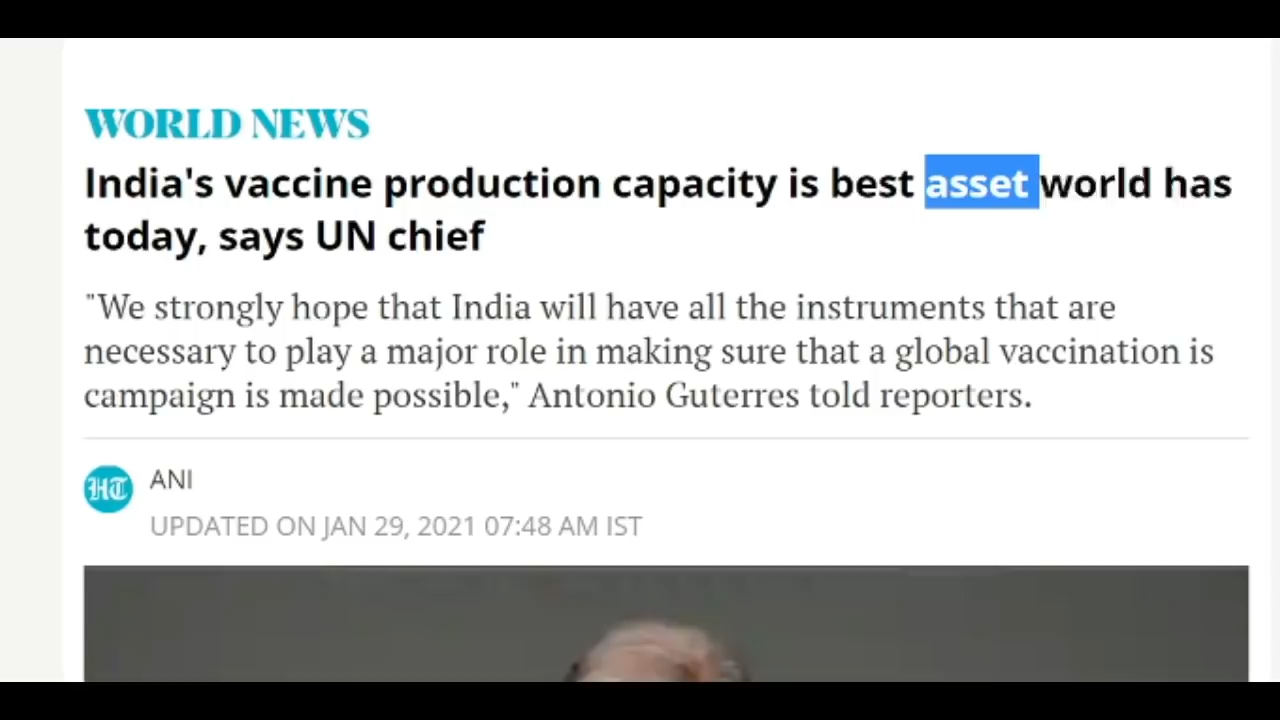 WORLD NEWS
India's vaccine production capacity is best asset world has
today, says UN chief
"We strongly hope that India will have all the instruments that are
necessary to play a major role in making sure that a global vaccination is
campaign is made possible," Antonio Guterres told reporters.
HT
ANI
UPDATED ON JAN 29, 2021 07:48 AM IST